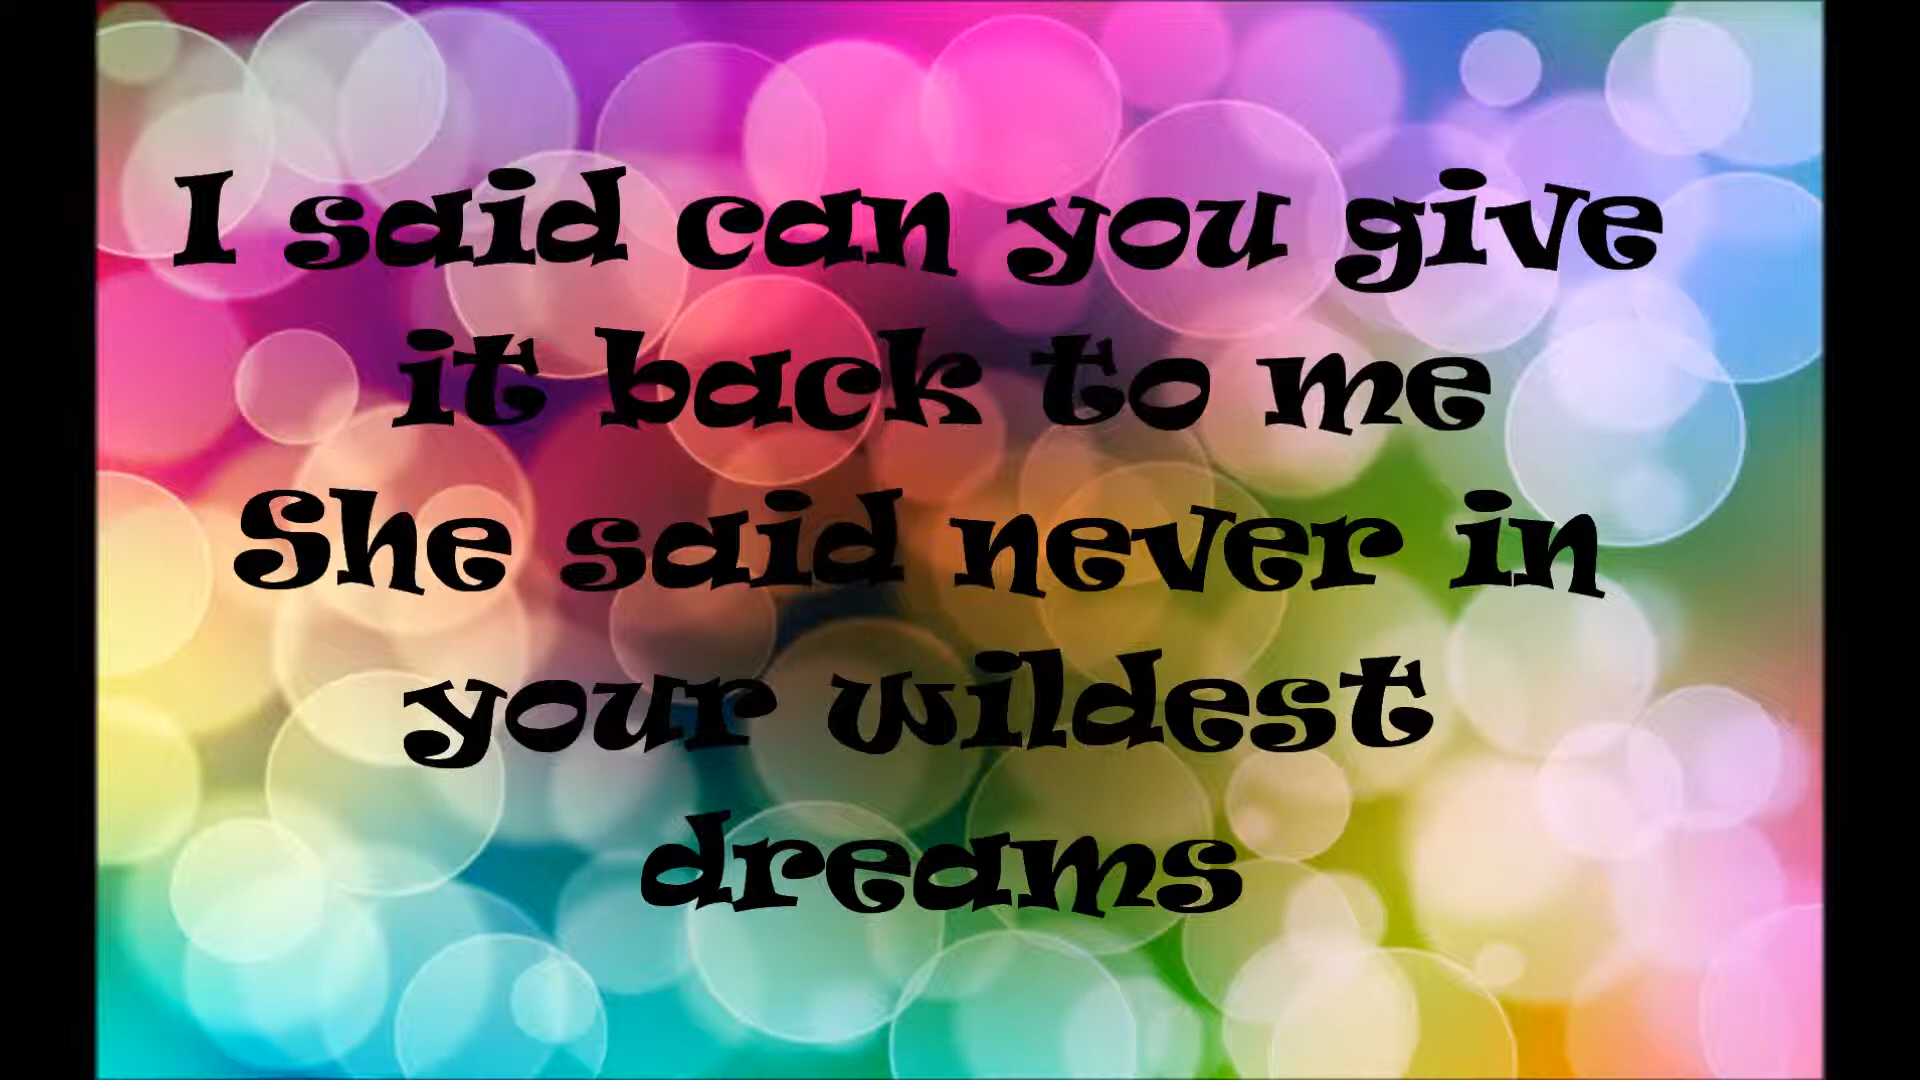 I said can you give
it back to me
She said never in
your wildest
dreams